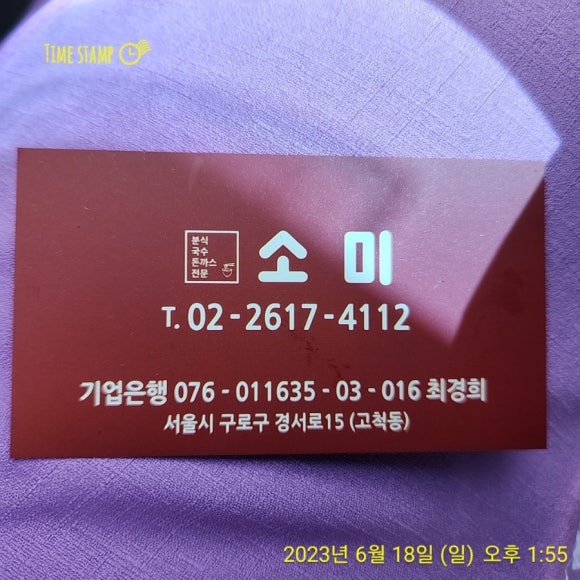 TIME STAMP
분식
국수
돈까스
전문
소미
T. 02-2617-4112
기업은행 076 - 011635 - 03 - 016 최경희
서울시 구로구 경서로15 (고척동)
2023년 6월 18일 (일) 오후 1:55